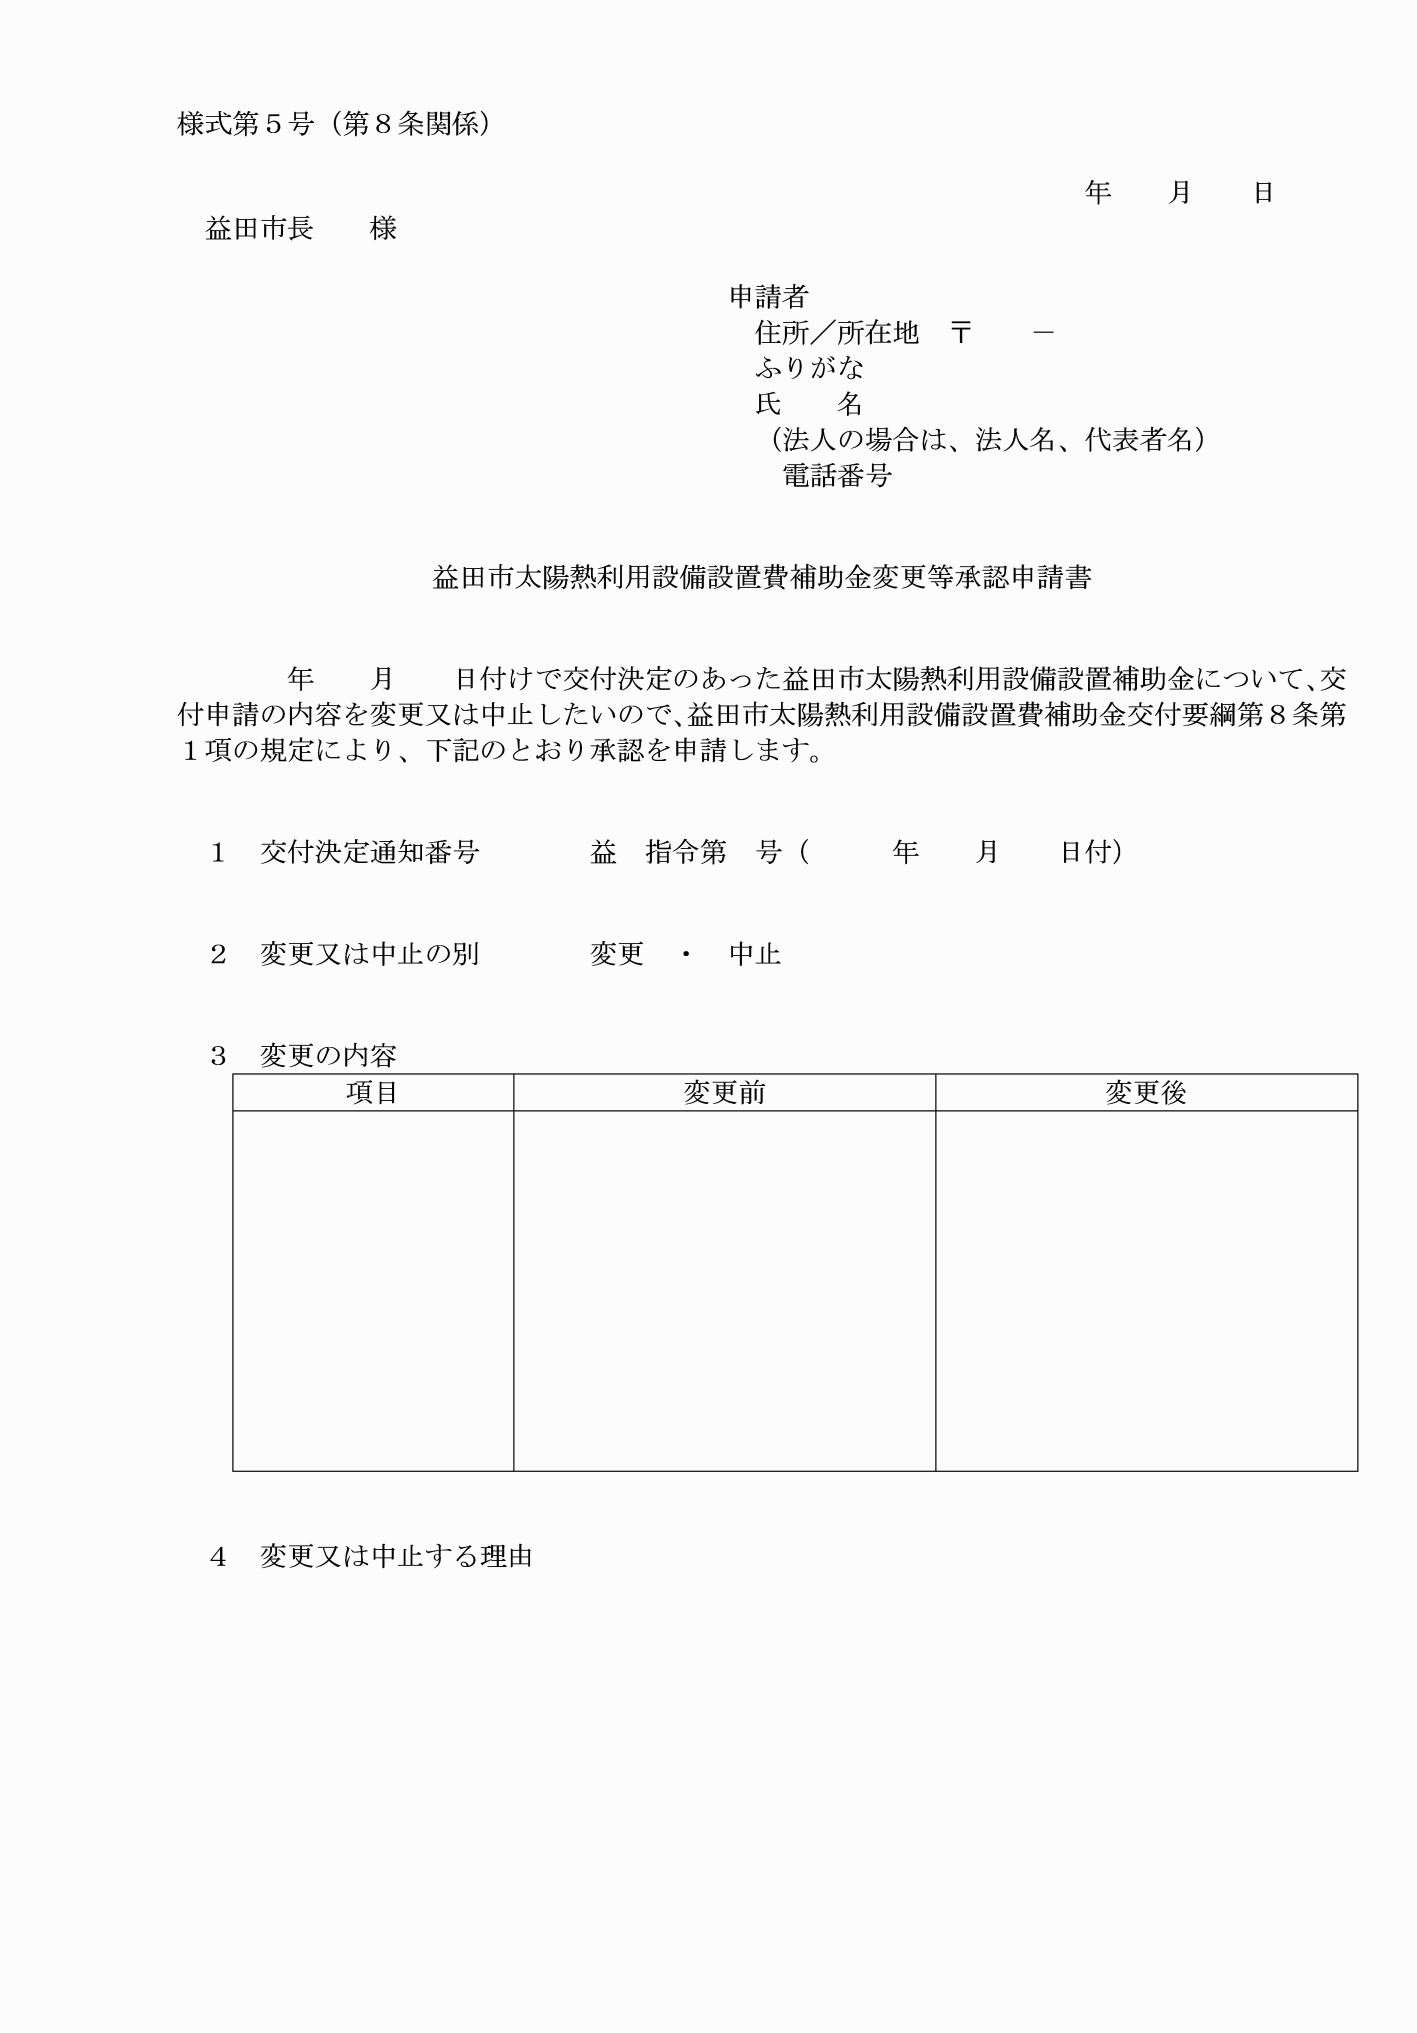 様式第５号（第８条関係）
年　　月　　日
益田市長　　様
申請者
住所／所在地　〒　　－
ふりがな
氏　　名
（法人の場合は、法人名、代表者名）
電話番号
益田市太陽熱利用設備設置費補助金変更等承認申請書
年　　月　　日付けで交付決定のあった益田市太陽熱利用設備設置補助金について、交
付申請の内容を変更又は中止したいので、益田市太陽熱利用設備設置費補助金交付要綱第８条第
１項の規定により、下記のとおり承認を申請します。
１　交付決定通知番号　　　　益　指令第　号（　　　年　　月　　日付）
２　変更又は中止の別　　　　変更　・　中止
３　変更の内容
項目　変更前　変更後
４　変更又は中止する理由